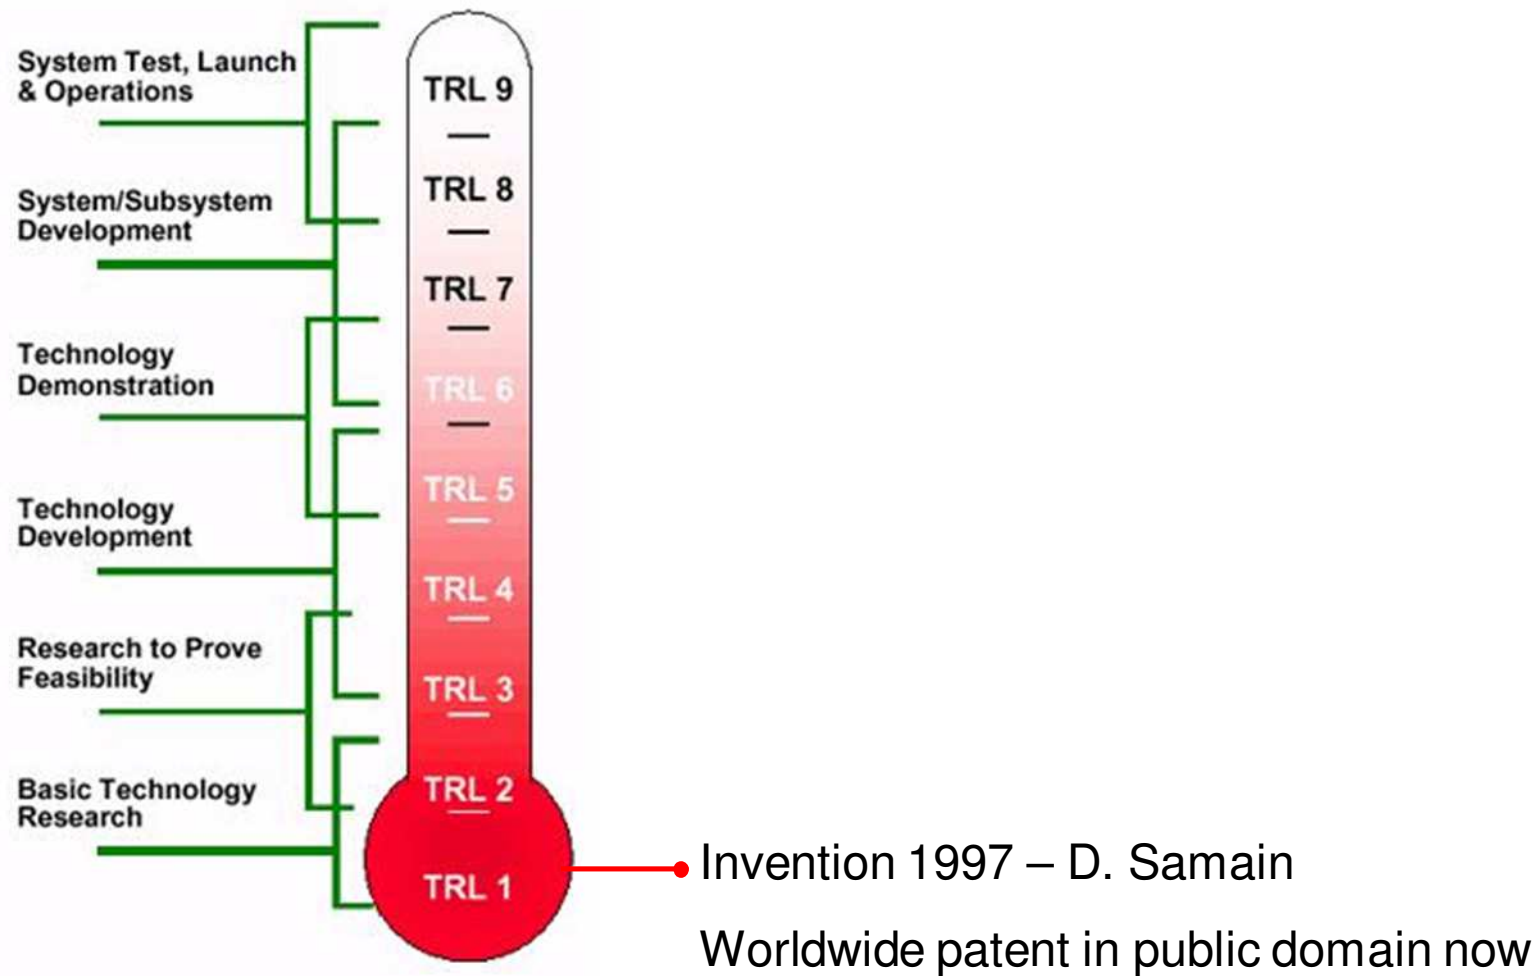 System Test, Launch
& Operations
System/Subsystem
Development
Technology
Demonstration
Technology
Development
Research to Prove
Feasibility
Basic Technology
Research
TRL 9
TRL 8
TRL 7
TRL 6
TRL 5
TRL 4
TRL 3
TRL 2
TRL 1
Invention 1997 – D. Samain
Worldwide patent in public domain now